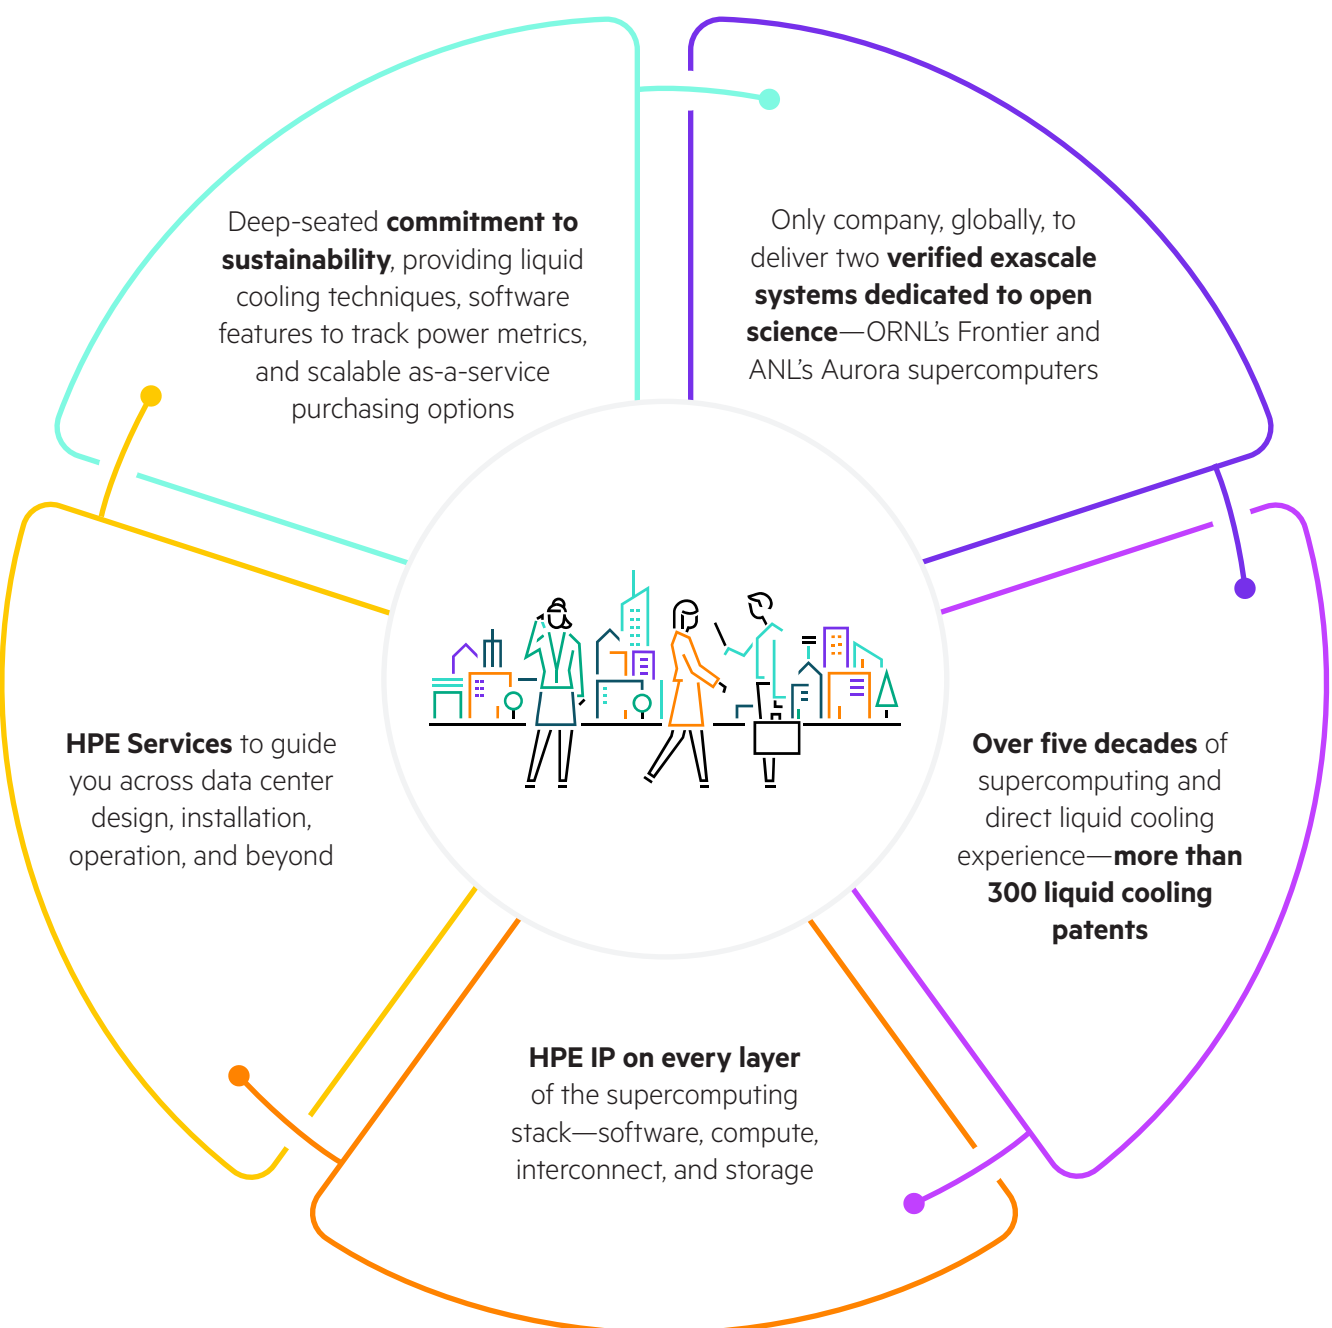 Deep-seated commitment to
sustainability, providing liquid
cooling techniques, software
features to track power metrics,
and scalable as-a-service
purchasing options
Only company, globally, to
deliver two verified exascale
systems dedicated to open
science—ORNL’s Frontier and
ANL’s Aurora supercomputers
HPE Services to guide
you across data center
design, installation,
operation, and beyond
Over five decades of
supercomputing and
direct liquid cooling
experience—more than
300 liquid cooling
patents
HPE IP on every layer
of the supercomputing
stack—software, compute,
interconnect, and storage